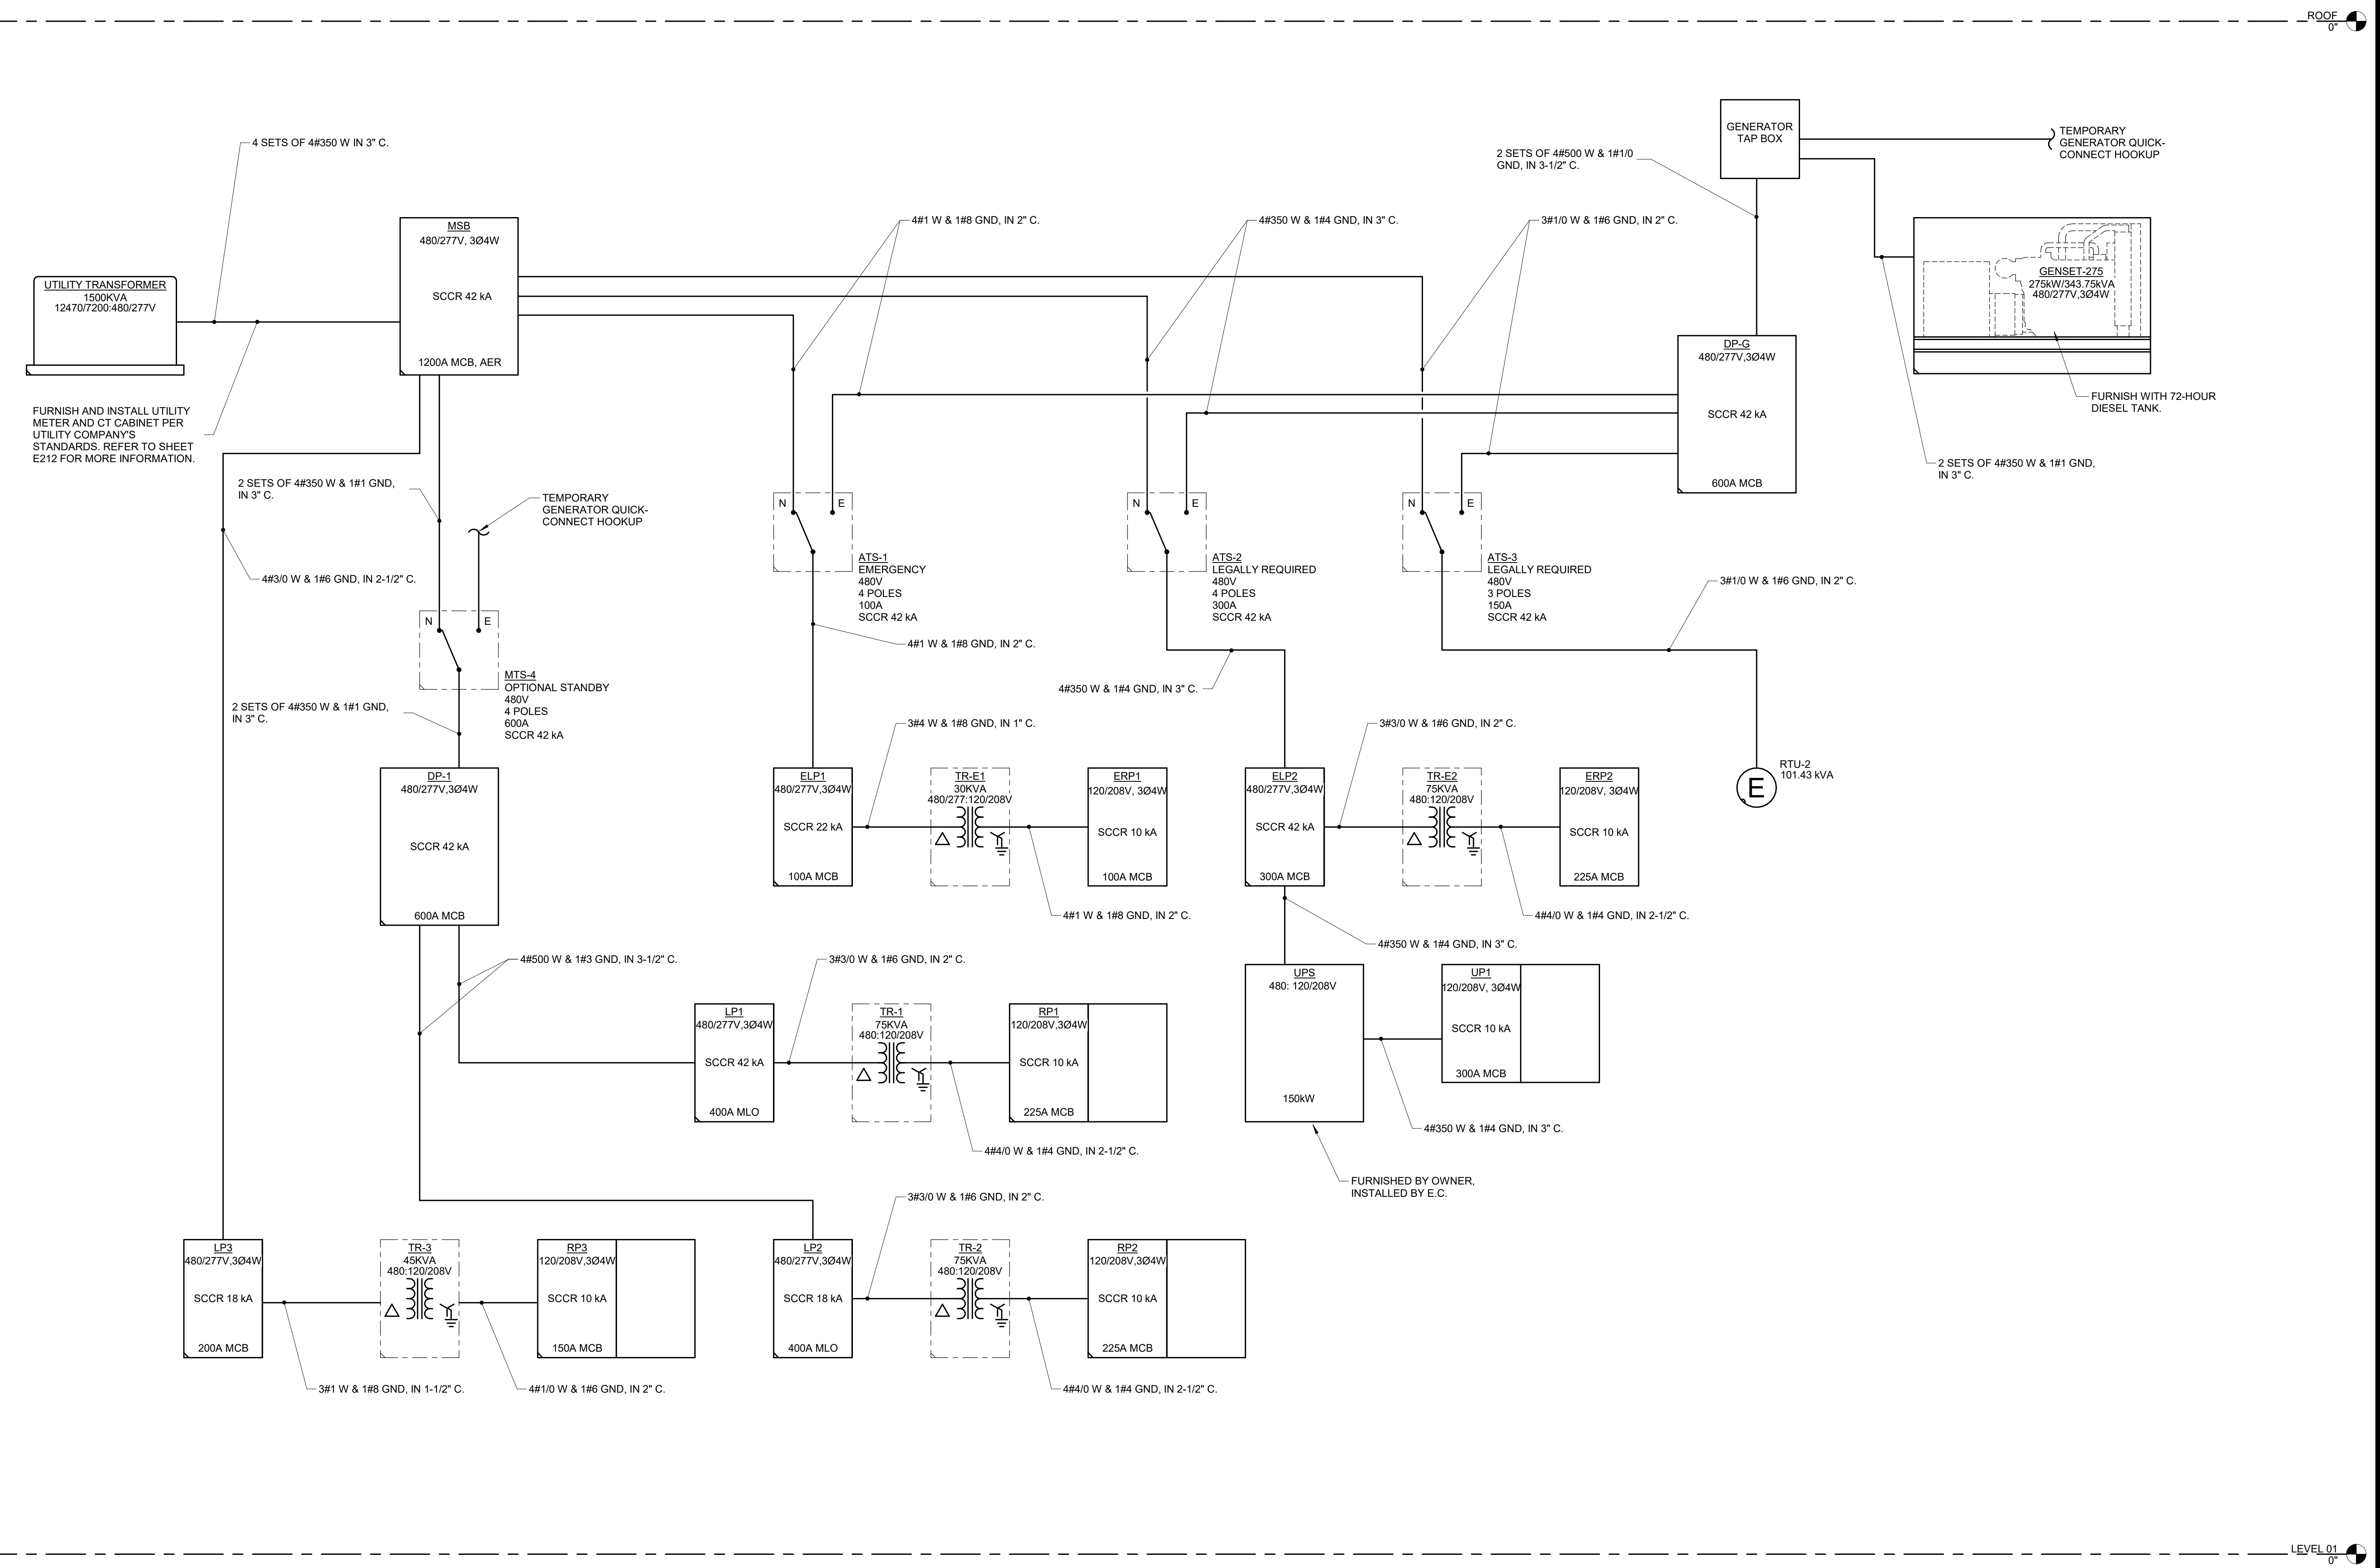 ROOF
0"
4 SETS OF 4#350 W IN 3" C.
GENERATOR
TAP BOX
TEMPORARY
GENERATOR QUICK-
CONNECT HOOKUP
2 SETS OF 4#500 W & 1#1/0
GND, IN 3-1/2" C.
MSB
480/277V, 3Ø4W
SCCR 42 kA
1200A MCB, AER
4#1 W & 1#8 GND, IN 2" C.
4#350 W & 1#4 GND, IN 3" C.
3#1/0 W & 1#6 GND, IN 2" C.
UTILITY TRANSFORMER
1500KVA
12470/7200:480/277V
GENSET-275
275kW/343.75kVA
480/277V,3Ø4W
DP-G
480/277V,3Ø4W
SCCR 42 kA
600A MCB
FURNISH WITH 72-HOUR
DIESEL TANK.
FURNISH AND INSTALL UTILITY
METER AND CT CABINET PER
UTILITY COMPANY'S
STANDARDS. REFER TO SHEET
E212 FOR MORE INFORMATION.
2 SETS OF 4#350 W & 1#1 GND,
IN 3" C.
2 SETS OF 4#350 W & 1#1 GND,
IN 3" C.
TEMPORARY
GENERATOR QUICK-
CONNECT HOOKUP
N
E
N
E
N
E
ATS-1
EMERGENCY
480V
4 POLES
100A
SCCR 42 kA
ATS-2
LEGALLY REQUIRED
480V
4 POLES
300A
SCCR 42 kA
ATS-3
LEGALLY REQUIRED
480V
3 POLES
150A
SCCR 42 kA
4#3/0 W & 1#6 GND, IN 2-1/2" C.
3#1/0 W & 1#6 GND, IN 2" C.
N
E
MTS-4
OPTIONAL STANDBY
480V
4 POLES
600A
SCCR 42 kA
4#1 W & 1#8 GND, IN 2" C.
4#350 W & 1#4 GND, IN 3" C.
2 SETS OF 4#350 W & 1#1 GND,
IN 3" C.
3#4 W & 1#8 GND, IN 1" C.
3#3/0 W & 1#6 GND, IN 2" C.
DP-1
480/277V,3Ø4W
SCCR 42 kA
600A MCB
ELP1
480/277V,3Ø4W
SCCR 22 kA
100A MCB
TR-E1
30KVA
480/277:120/208V
ERP1
120/208V, 3Ø4W
SCCR 10 kA
100A MCB
ELP2
480/277V,3Ø4W
SCCR 42 kA
300A MCB
TR-E2
75KVA
480:120/208V
ERP2
120/208V, 3Ø4W
SCCR 10 kA
225A MCB
E
RTU-2
101.43 kVA
4#1 W & 1#8 GND, IN 2" C.
4#4/0 W & 1#4 GND, IN 2-1/2" C.
4#350 W & 1#4 GND, IN 3" C.
4#500 W & 1#3 GND, IN 3-1/2" C.
3#3/0 W & 1#6 GND, IN 2" C.
LP1
480/277V,3Ø4W
SCCR 42 kA
400A MLO
TR-1
75KVA
480:120/208V
RP1
120/208V,3Ø4W
SCCR 10 kA
225A MCB
UPS
480: 120/208V
150kW
UP1
120/208V, 3Ø4W
SCCR 10 kA
300A MCB
4#350 W & 1#4 GND, IN 3" C.
4#4/0 W & 1#4 GND, IN 2-1/2" C.
FURNISHED BY OWNER,
INSTALLED BY E.C.
3#3/0 W & 1#6 GND, IN 2" C.
LP3
480/277V,3Ø4W
SCCR 18 kA
200A MCB
TR-3
45KVA
480:120/208V
RP3
120/208V,3Ø4W
SCCR 10 kA
150A MCB
LP2
480/277V,3Ø4W
SCCR 18 kA
400A MLO
TR-2
75KVA
480:120/208V
RP2
120/208V,3Ø4W
SCCR 10 kA
225A MCB
3#1 W & 1#8 GND, IN 1-1/2" C.
4#1/0 W & 1#6 GND, IN 2" C.
4#4/0 W & 1#4 GND, IN 2-1/2" C.
LEVEL 01
0"